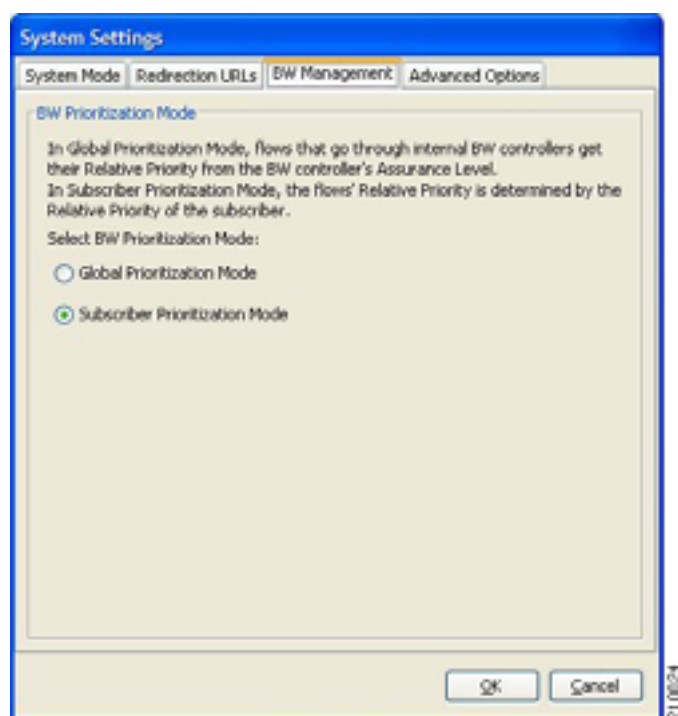 System Settings
System Mode Redirection URLs BW Management Advanced Options
BW Prioritization Mode
In Global Prioritization Mode, flows that go through internal BW controllers get
their Relative Priority from the BW controller's Assurance Level.
In Subscriber Prioritization Mode, the flows' Relative Priority is determined by the
Relative Priority of the subscriber.
Select BW Prioritization Mode:
Global Prioritization Mode
Subscriber Prioritization Mode
OK Cancel
210824